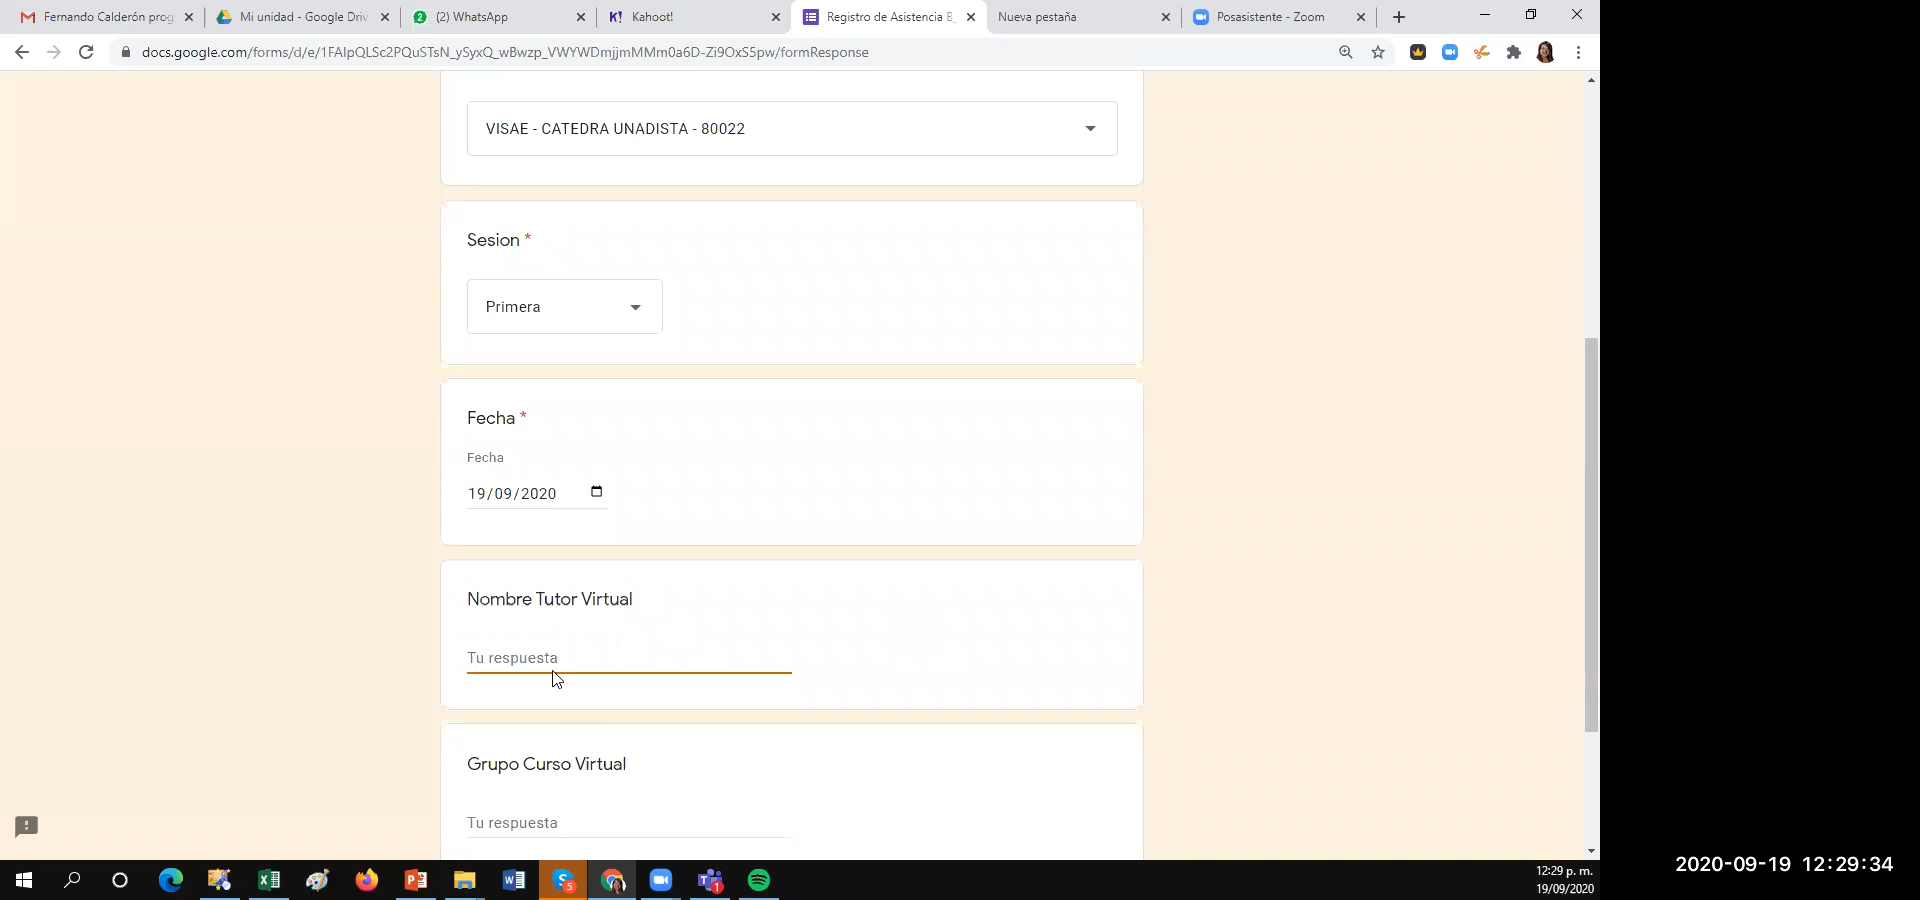 Fernando Calderón prog
Mi unidad - Google Driv
(2) WhatsApp
Kahoot!
Registro de Asistencia B
Nueva pestaña
Posasistente - Zoom
docs.google.com/forms/d/e/1FAIpQLSc2PQuSTsN_ySyxQ_wBwzp_VWYWDmjjmMMm0a6D-Zi9OxS5pw/formResponse
VISAE - CATEDRA UNADISTA - 80022
Sesion *
Primera
Fecha *
Fecha
19/09/2020
Nombre Tutor Virtual
Tu respuesta
Grupo Curso Virtual
Tu respuesta
12:29 p. m.
19/09/2020
2020-09-19 12:29:34